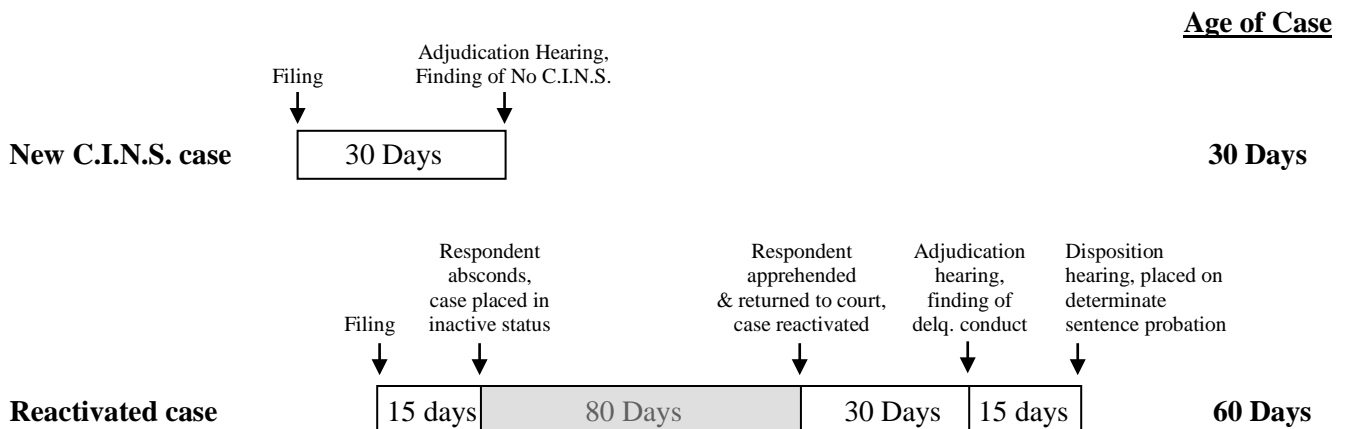 Age of Case
Adjudication Hearing,
Finding of No C.I.N.S.
Filing
New C.I.N.S. case
30 Days
30 Days
Respondent
absconds,
case placed in
inactive status
Respondent
apprehended
& returned to court,
case reactivated
Adjudication
hearing,
finding of
delq. conduct
Disposition
hearing, placed on
determinate
sentence probation
Filing
Reactivated case
15 days
80 Days
30 Days
15 days
60 Days